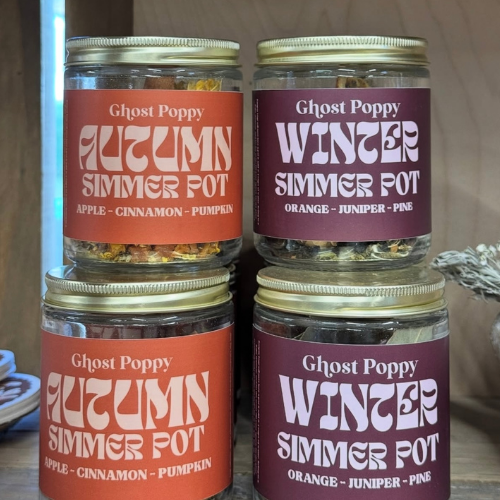 Ghost Poppy
AUTUMN
SIMMER POT
APPLE - CINNAMON - PUMPKIN
Ghost Poppy
WINTER
SIMMER POT
ORANGE - JUNIPER - PINE
Ghost Poppy
AUTUMN
SIMMER POT
APPLE - CINNAMON - PUMPKIN
Ghost Poppy
WINTER
SIMMER POT
ORANGE - JUNIPER - PINE